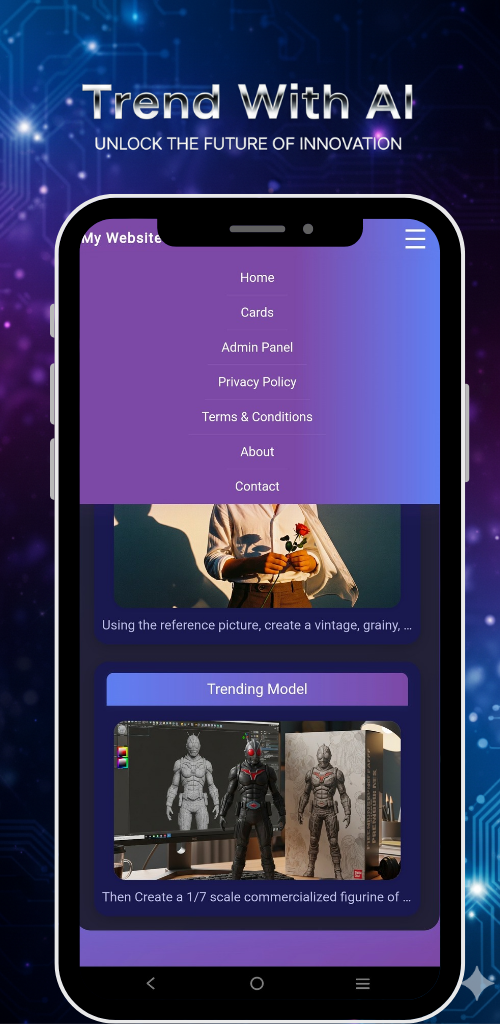 Trend With AI
UNLOCK THE FUTURE OF INNOVATION
My Website
Home
Cards
Admin Panel
Privacy Policy
Terms & Conditions
About
Contact
Using the reference picture, create a vintage, grainy, ...
Trending Model
Then Create a 1/7 scale commercialized figurine of ...